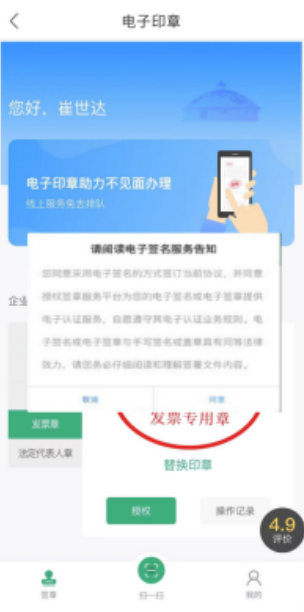 电子印章
您好，崔世达
电子印章助力不见面办理
线上服务免去排队
请阅读电子签名服务告知
您同意采用电子签名的方式签订当前协议，并同意
授权签章服务平台为您的电子签名或电子签章提供
电子认证服务，自愿遵守其电子认证业务规则。电
子签名或电子签章与手写签名或盖章具有同等法律
效力，请您务必仔细阅读和理解签署文件内容。
取消
同意
企业
发票章
法定代表人章
发票专用章
替换印章
授权
操作记录
4.9
评价
签章
扫一扫
我的